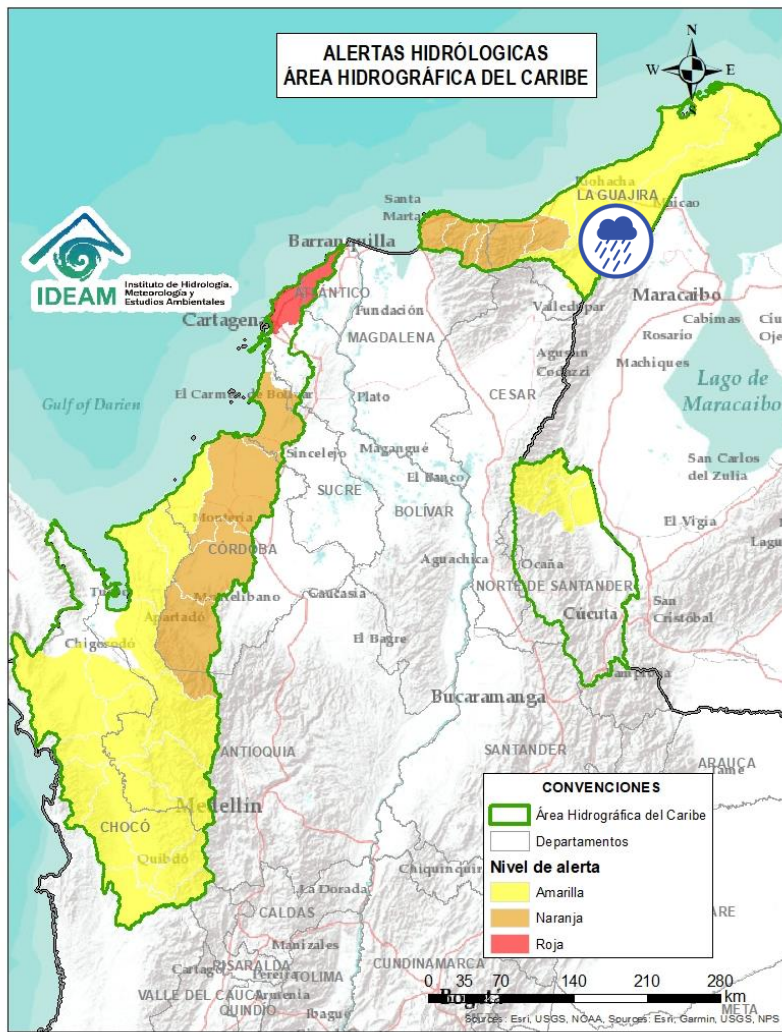 ALERTAS HIDRÓLOGICAS
ÁREA HIDROGRÁFICA DEL CARIBE
N
W
E
S
Riohacha
LA GUAJIRA
Maicao
Santa
Marta
Barranquilla
IDEAM
Instituto de Hidrología,
Meteorología y
Estudios Ambientales
ATLÁNTICO
Cartagena
Fundación
Valledupar
Maracaibo
Cabimas
Rosario
MAGDALENA
Agustín
Codazzi
Machiques
Lago de
Maracaibo
Gulf of Darien
El Carmen de Bolívar
Plato
CESAR
Sincelejo
Magangué
San Carlos
del Zulia
El Banco
SUCRE
BOLÍVAR
Montería
El Vigía
CÓRDOBA
Aguachica
Ocaña
NORTE DE SANTANDER
Montelibano
Caucasia
Apartadó
Cúcuta
San
Cristóbal
Chigorodó
El Bagre
Pamplona
Bucaramanga
ANTIOQUIA
SANTANDER
ARAUCA
Tame
Medellín
CHOCÓ
Quibdó
La Dorada
CALDAS
Manizales
RISARALDA
Pereira
TOLIMA
CUNDINAMARCA
VALLE DEL CAUCA
Armenia
QUINDÍO
Ibague
META
CONVENCIONES
Área Hidrográfica del Caribe
Departamentos
Nivel de alerta
Amarilla
Naranja
Roja
0 35 70 140 210 280
km
Sources: Esri, USGS, NOAA, Sources: Esri, Garmin, USGS, NPS